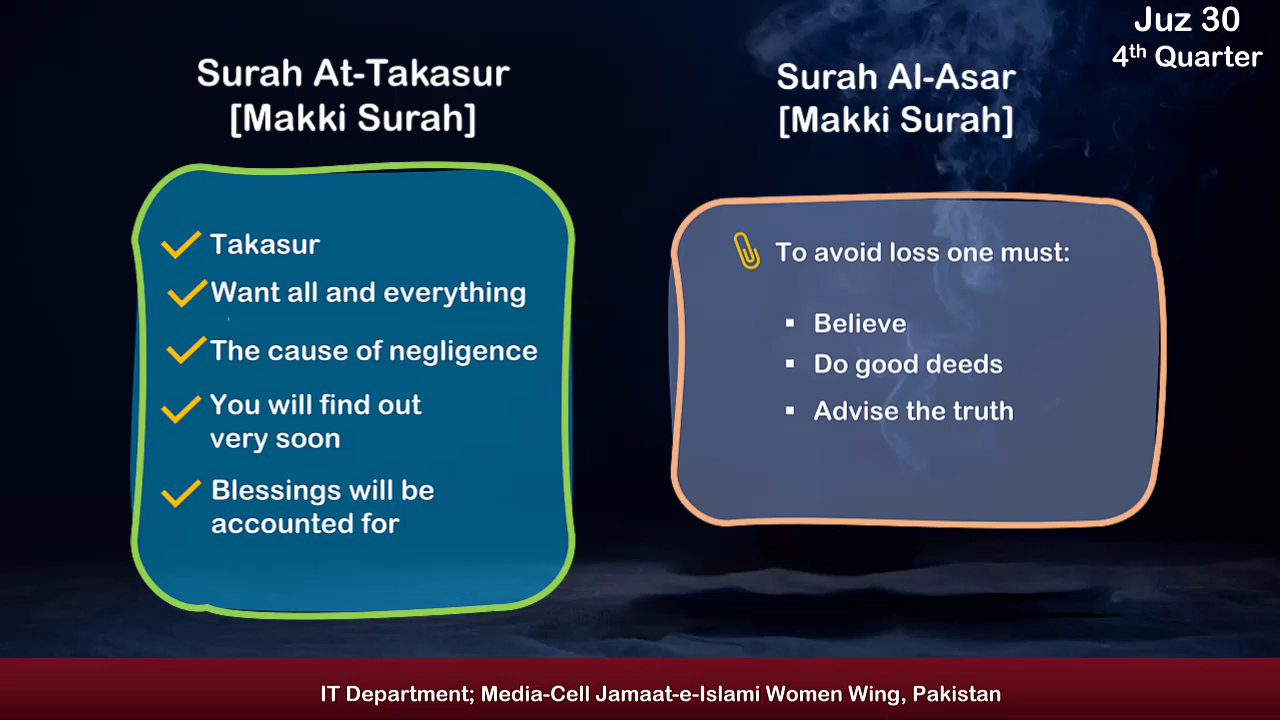 Juz 30
4th Quarter
Surah At-Takasur
[Makki Surah]
Takasur
Want all and everything
The cause of negligence
You will find out
very soon
Blessings will be
accounted for
Surah Al-Asar
[Makki Surah]
To avoid loss one must:
▪ Believe
▪ Do good deeds
▪ Advise the truth
IT Department; Media-Cell Jamaat-e-Islami Women Wing, Pakistan